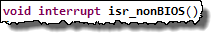 void interrupt isr_nonBIOS()